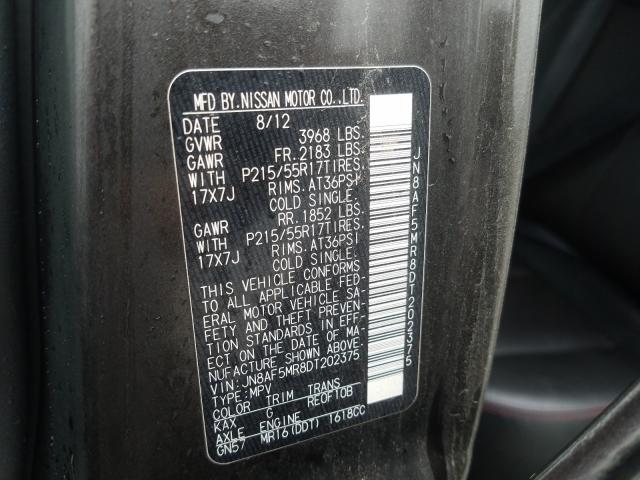 MFD BY.NISSAN MOTOR CO.,LTD.
DATE 8/12
GVWR 3968 LBS.
GAWR FR.2183 LBS.
WITH P215/55R17TIRES.
17X7J RIMS.AT36PSI
COLD SINGLE.
GAWR RR.1852 LBS.
WITH P215/55R17TIRES.
17X7J RIMS.AT36PSI
COLD SINGLE.
THIS VEHICLE CONFORMS
TO ALL APPLICABLE FED-
ERAL MOTOR VEHICLE SA-
FETY AND THEFT PREVEN-
TION STANDARDS IN EFF-
ECT ON THE DATE OF MA-
NUFACTURE SHOWN ABOVE.
VIN:JN8AF5MR8DT202375
TYPE:MPV
COLOR TRIM TRANS
KAX G RE0F10B
AXLE ENGINE
GN57 MR16(DDT) 1618CC
JN8AF5MR8DT202375